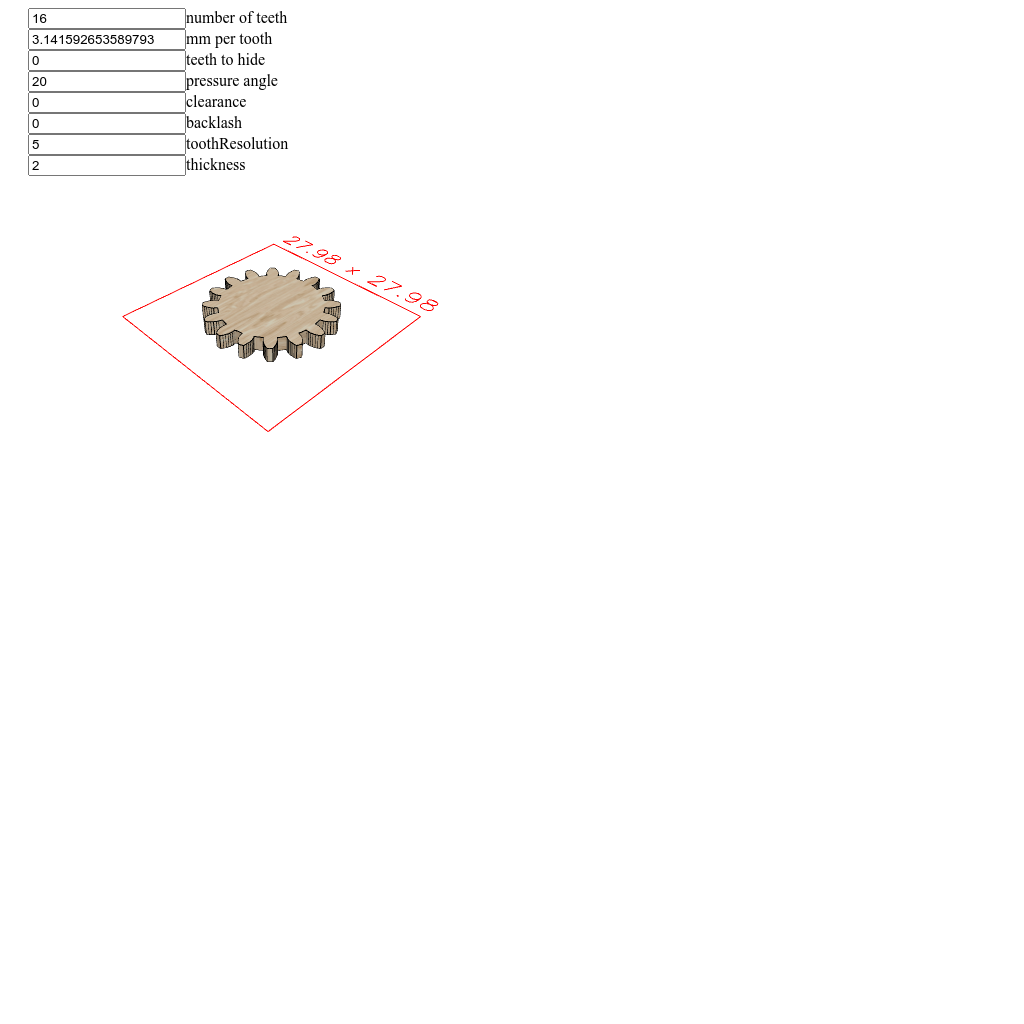 16 number of teeth
3.141592653589793 mm per tooth
0 teeth to hide
20 pressure angle
0 clearance
0 backlash
5 toothResolution
2 thickness
27.98 x 27.98